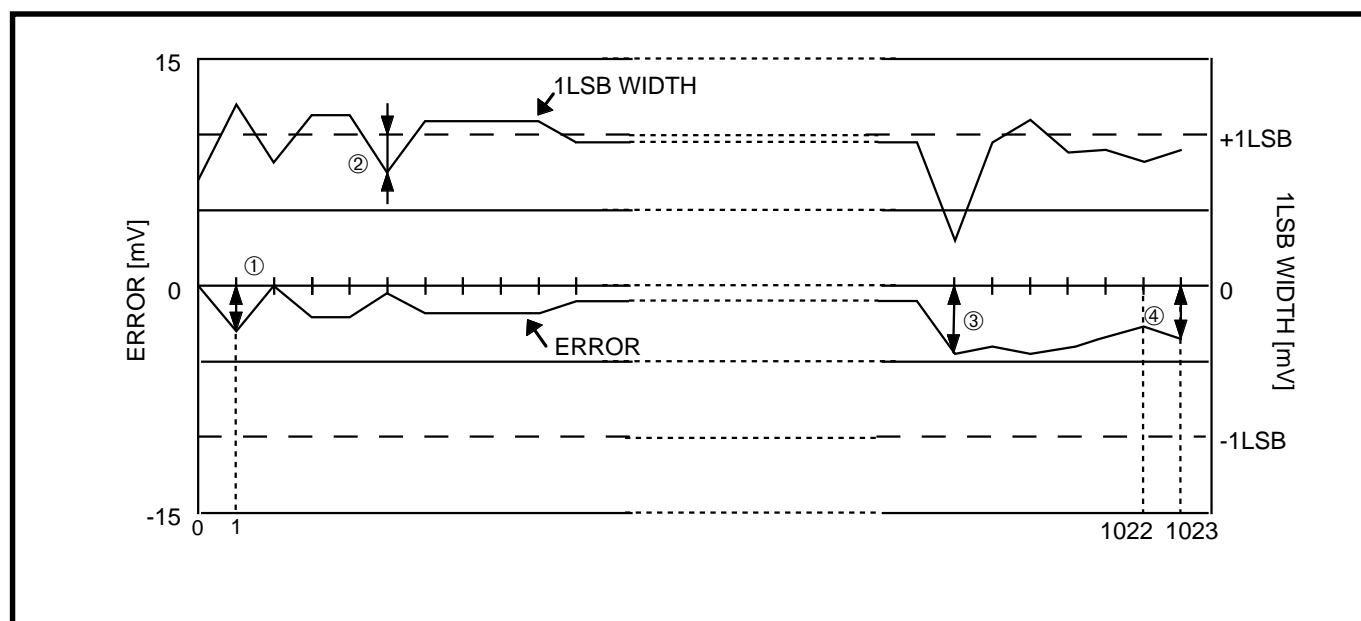 15
1LSB WIDTH
+1LSB
②
ERROR [mV]
1LSB WIDTH [mV]
①
0
0
③
④
ERROR
-1LSB
-15
0
1
1022
1023